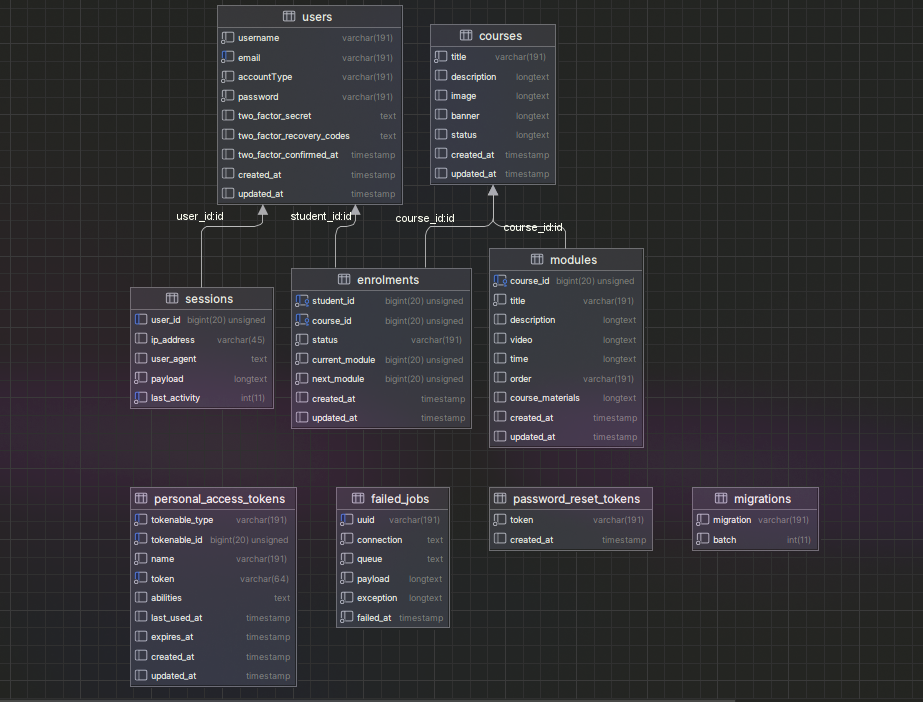 users
username varchar(191)
email varchar(191)
accountType varchar(191)
password varchar(191)
two_factor_secret text
two_factor_recovery_codes text
two_factor_confirmed_at timestamp
created_at timestamp
updated_at timestamp
courses
title varchar(191)
description longtext
image longtext
banner longtext
status longtext
created_at timestamp
updated_at timestamp
user_id:id
student_id:id
course_id:id
course_id:id
sessions
user_id bigint(20) unsigned
ip_address varchar(45)
user_agent text
payload longtext
last_activity int(11)
enrolments
student_id bigint(20) unsigned
course_id bigint(20) unsigned
status varchar(191)
current_module bigint(20) unsigned
next_module bigint(20) unsigned
created_at timestamp
updated_at timestamp
modules
course_id bigint(20) unsigned
title varchar(191)
description longtext
video longtext
time longtext
order varchar(191)
course_materials longtext
created_at timestamp
updated_at timestamp
personal_access_tokens
tokenable_type varchar(191)
tokenable_id bigint(20) unsigned
name varchar(191)
token varchar(64)
abilities text
last_used_at timestamp
expires_at timestamp
created_at timestamp
updated_at timestamp
failed_jobs
uuid varchar(191)
connection text
queue text
payload longtext
exception longtext
failed_at timestamp
password_reset_tokens
token varchar(191)
created_at timestamp
migrations
migration varchar(191)
batch int(11)